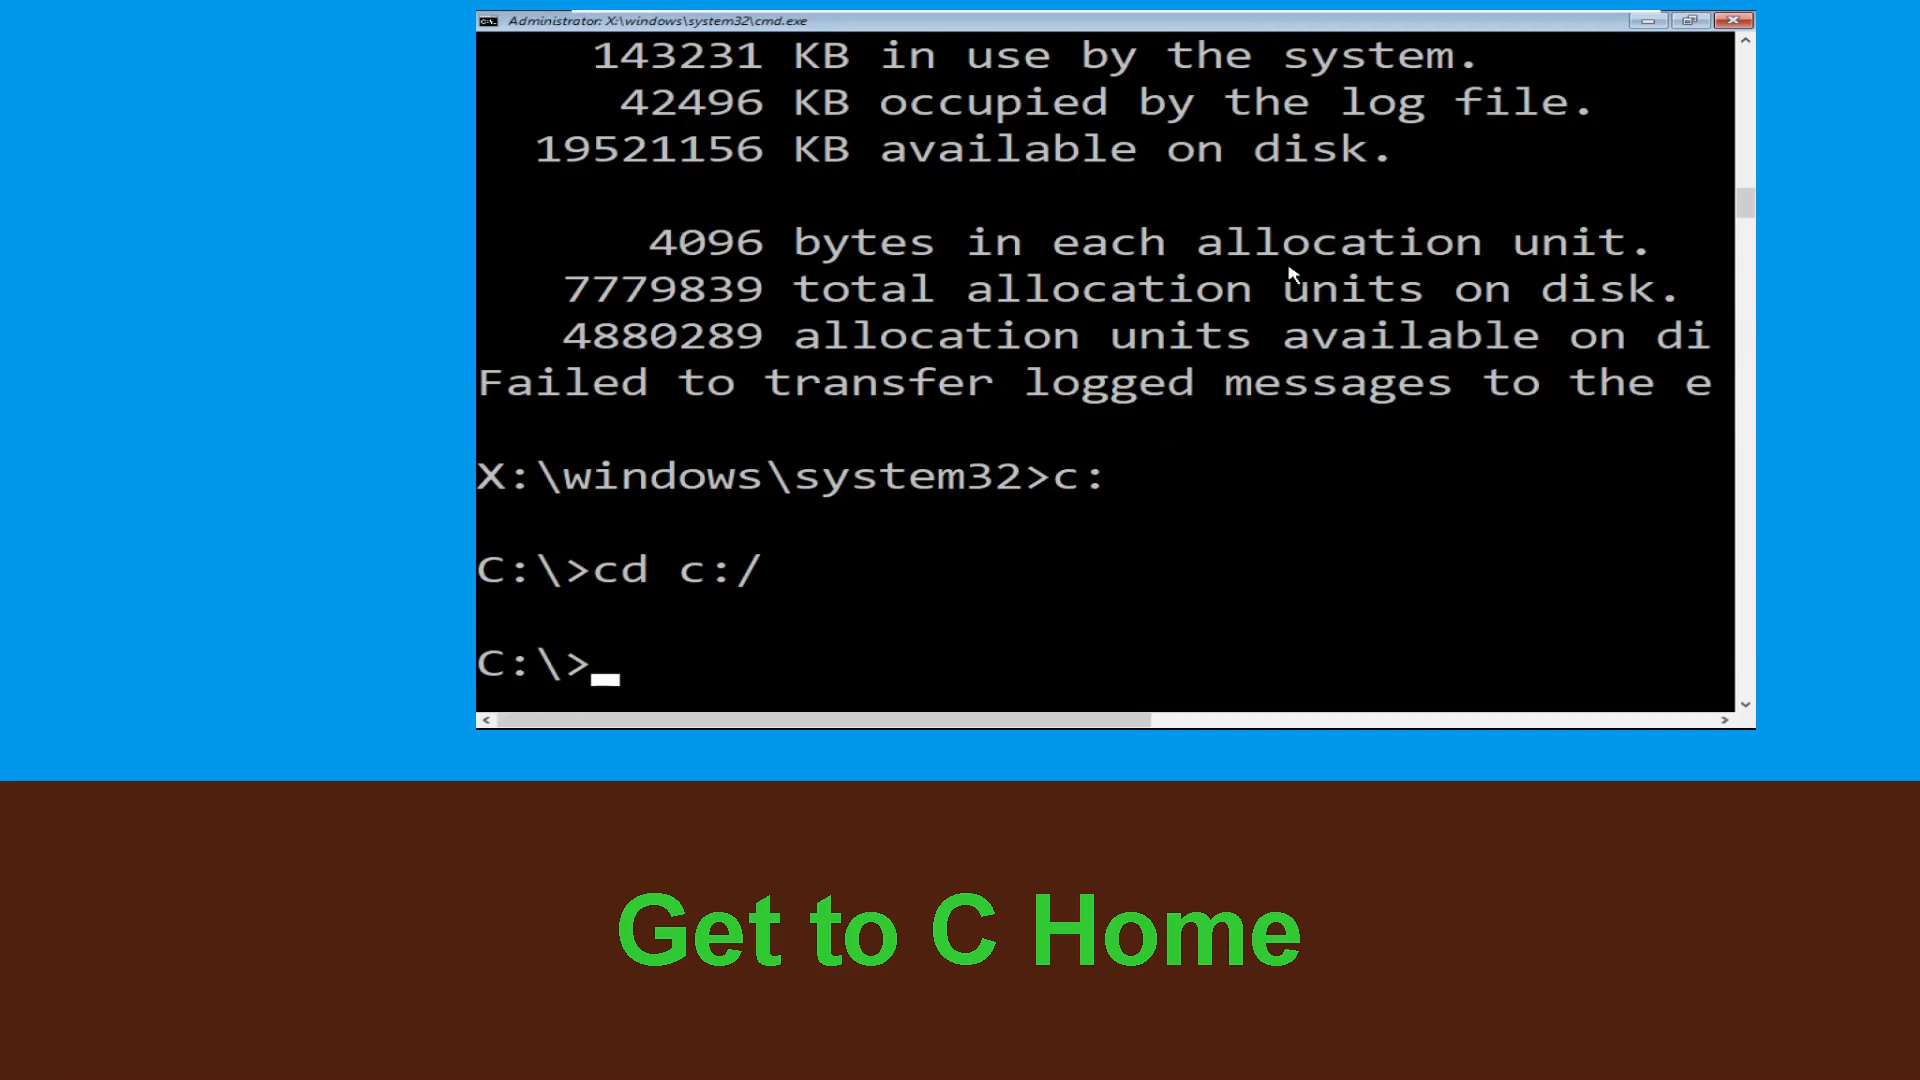 Administrator: X:\windows\system32\cmd.exe
143231 KB in use by the system.
42496 KB occupied by the log file.
19521156 KB available on disk.
4096 bytes in each allocation unit.
7779839 total allocation units on disk.
4880289 allocation units available on di
Failed to transfer logged messages to the e
X:\windows\system32>c:
C:\>cd c:/
C:\>
Get to C Home